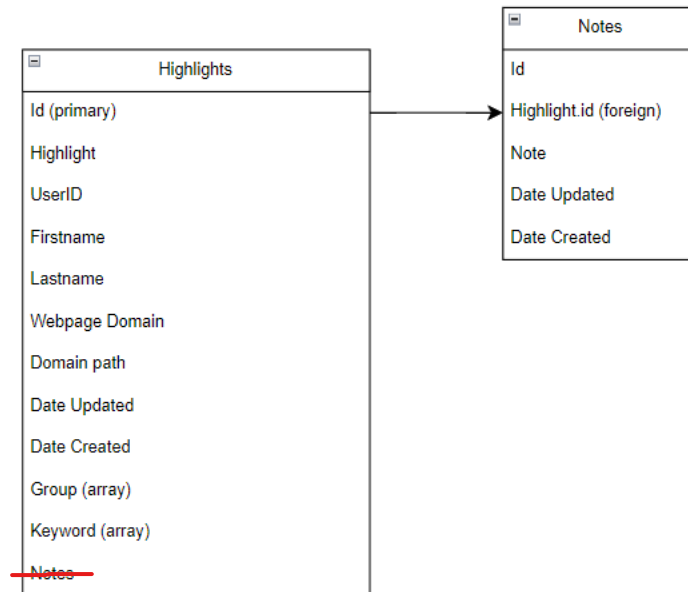 Highlights
Id (primary)
Highlight
UserID
Firstname
Lastname
Webpage Domain
Domain path
Date Updated
Date Created
Group (array)
Keyword (array)
Notes
Notes
Id
Highlight.id (foreign)
Note
Date Updated
Date Created